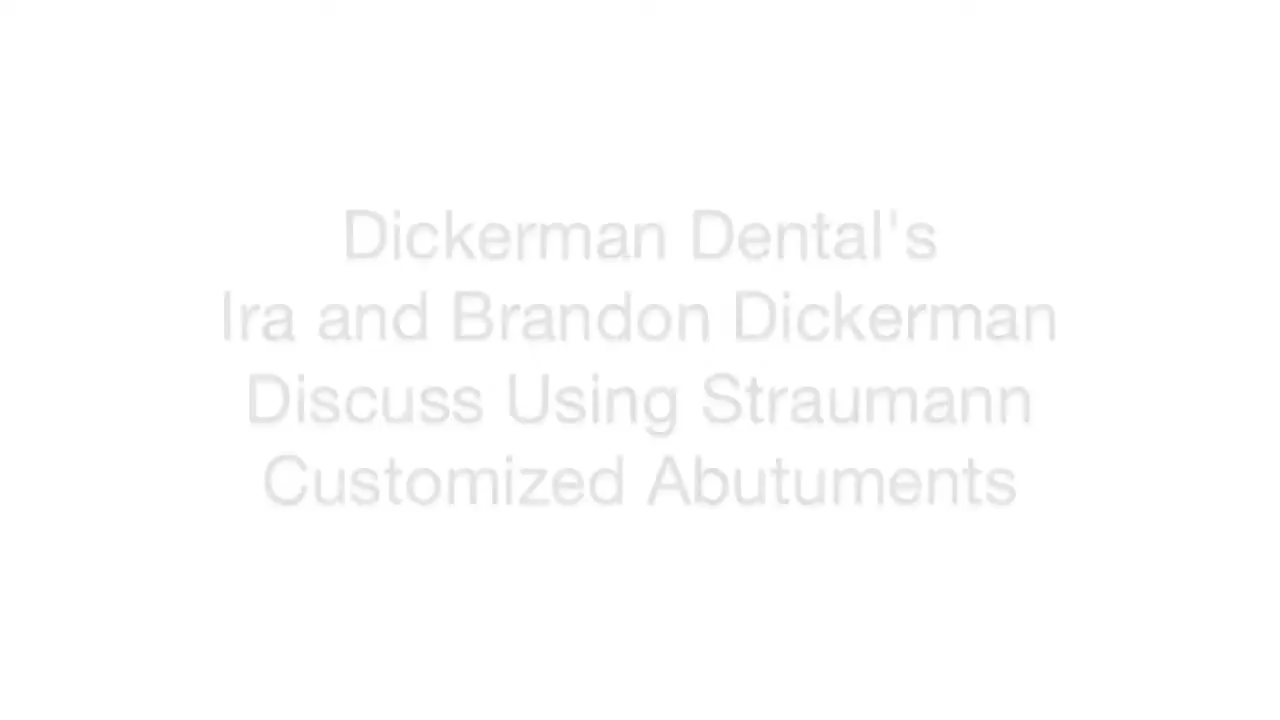 Dickerman Dental's
Ira and Brandon Dickerman
Discuss Using Straumann
Customized Abutuments